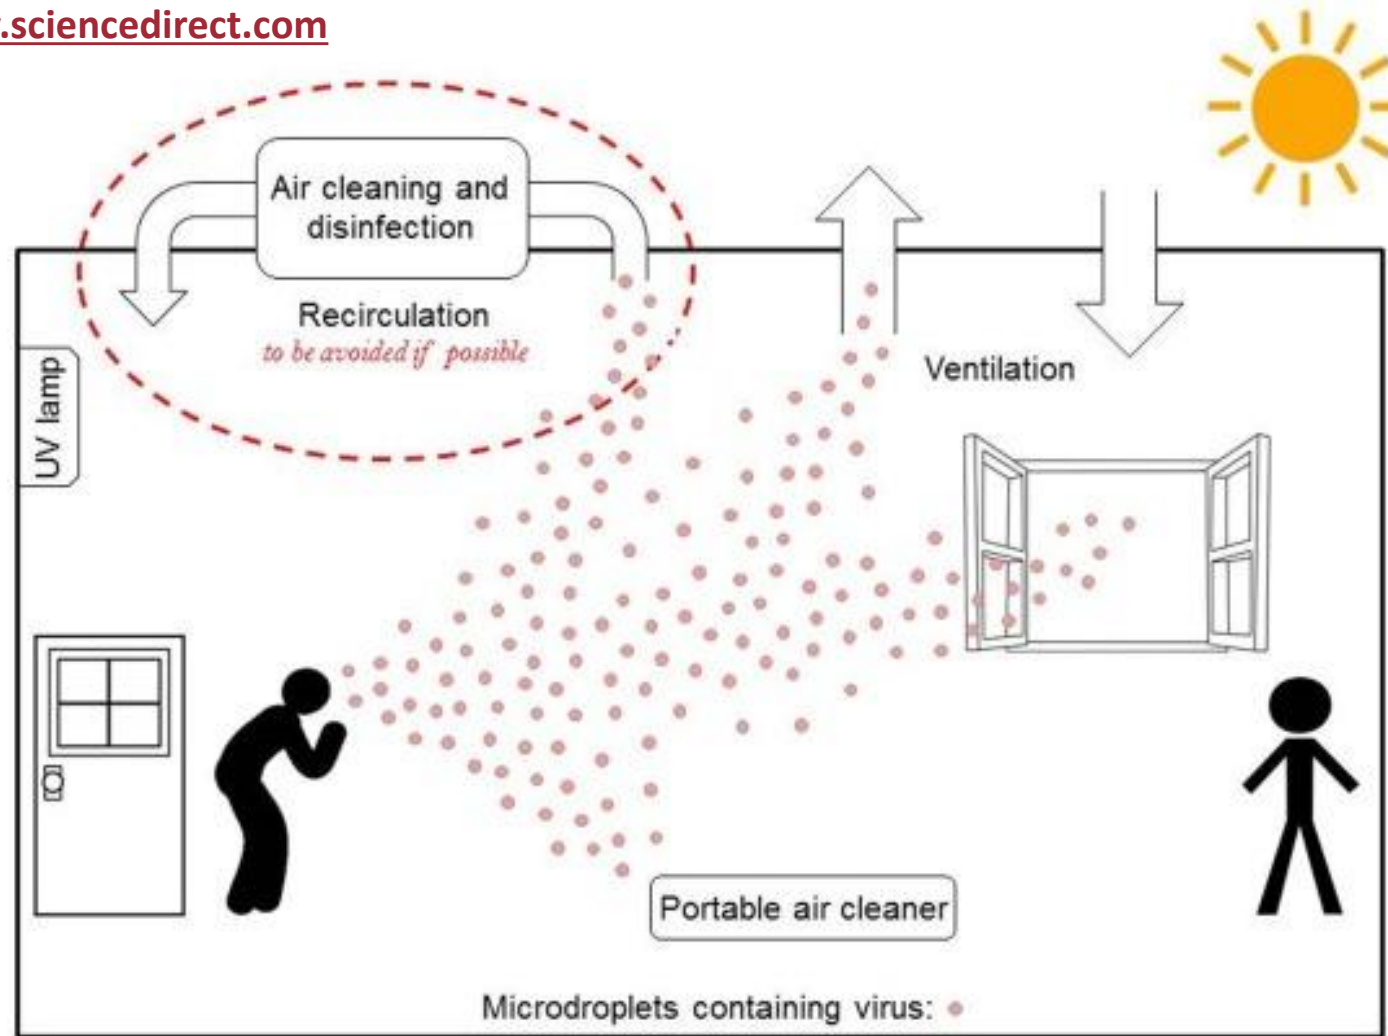 .sciencedirect.com
Air cleaning and
disinfection
Recirculation
to be avoided if possible
UV lamp
Ventilation
Portable air cleaner
Microdroplets containing virus: